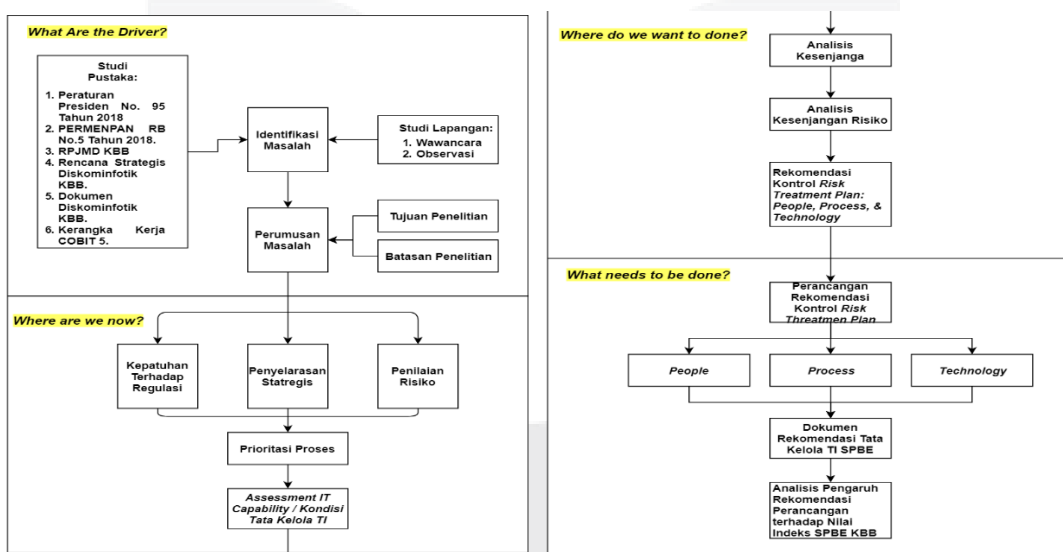 What Are the Driver?
Studi
Pustaka:
1. Peraturan
Presiden No. 95
Tahun 2018
2. PERMENPAN RB
No.5 Tahun 2018.
3. RPJMD KBB
4. Rencana Strategis
Diskominfotik
KBB.
5. Dokumen
Diskominfotik
KBB.
6. Kerangka Kerja
COBIT 5.
Identifikasi
Masalah
Studi Lapangan:
1. Wawancara
2. Observasi
Perumusan
Masalah
Tujuan Penelitian
Batasan Penelitian
Where are we now?
Kepatuhan
Terhadap
Regulasi
Penyelarasan
Statregis
Penilaian
Risiko
Prioritasi Proses
Assessment IT
Capability / Kondisi
Tata Kelola TI
Where do we want to done?
Analisis
Kesenjanga
Analisis
Kesenjangan Risiko
Rekomendasi
Kontrol Risk
Treatment Plan:
People, Process, &
Technology
What needs to be done?
Perancangan
Rekomendasi
Kontrol Risk
Threatmen Plan
People
Process
Technology
Dokumen
Rekomendasi Tata
Kelola TI SPBE
Analisis Pengaruh
Rekomendasi
Perancangan
terhadap Nilai
Indeks SPBE KBB